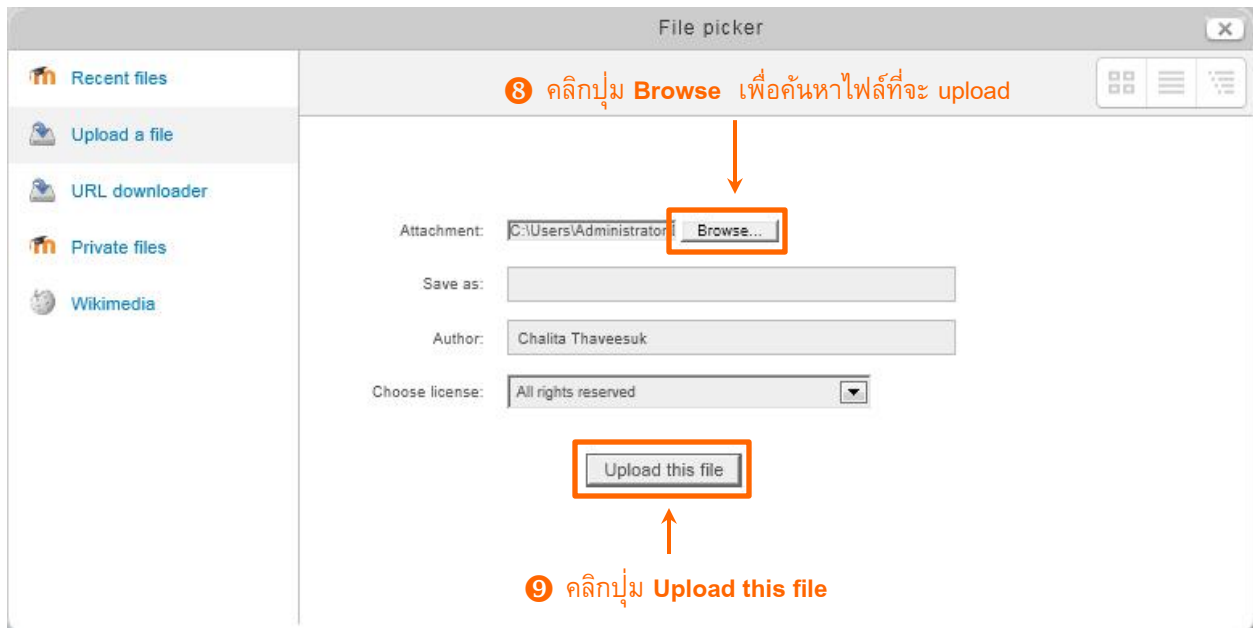 File picker
Recent files
Upload a file
URL downloader
Private files
Wikimedia
❽ คลิกปุ่ม Browse เพื่อค้นหาไฟล์ที่จะ upload
Attachment: C:\Users\Administrator Browse...
Save as:
Author: Chalita Thaveesuk
Choose license: All rights reserved
Upload this file
❾ คลิกปุ่ม Upload this file